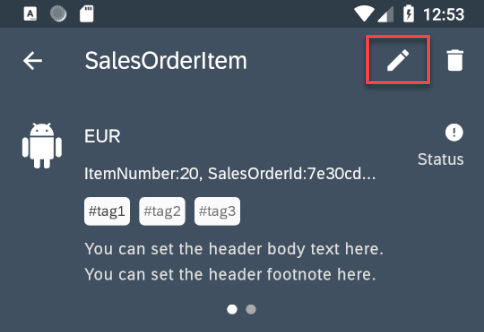 A 12:53
SalesOrderItem
EUR
ItemNumber:20, SalesOrderId:7e30cd...
Status
#tag1 #tag2 #tag3
You can set the header body text here.
You can set the header footnote here.